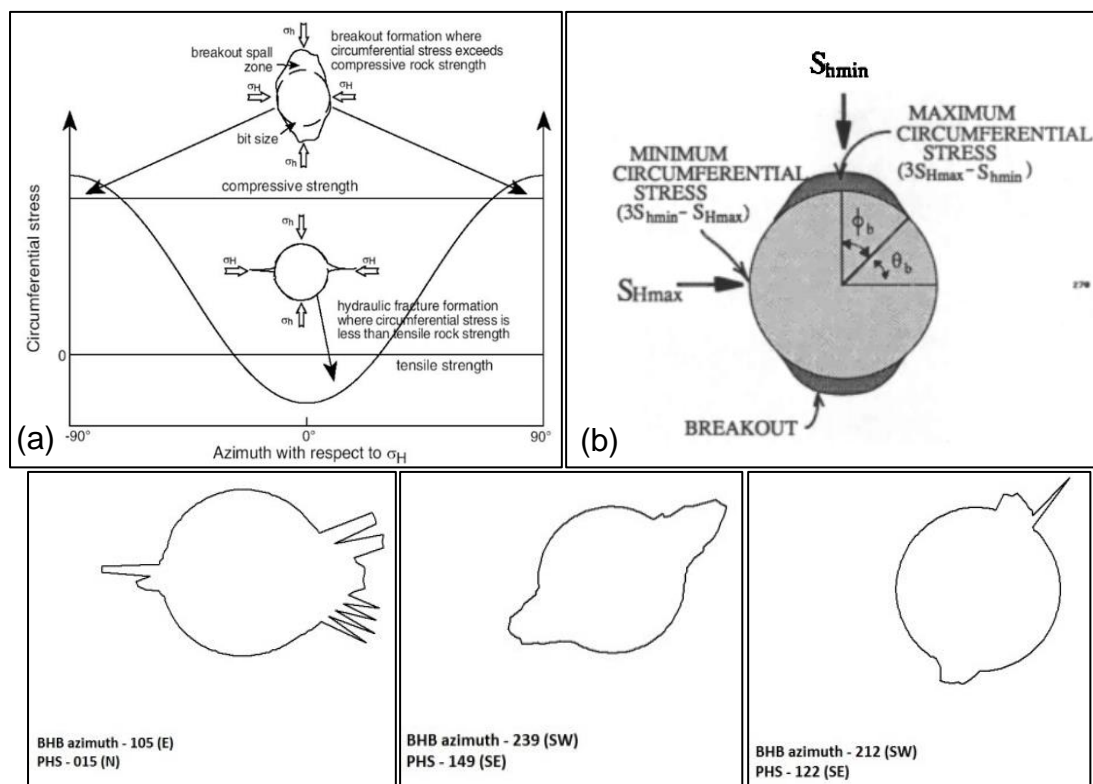 σh
breakout spall
zone
breakout formation where
circumferential stress exceeds
compressive rock strength
σH
σH
bit size
σh
compressive strength
Circumferential stress
σh
σH
σH
σh
hydraulic fracture formation
where circumferential stress is
less than tensile rock strength
0
tensile strength
(a)
-90°
0°
90°
Azimuth with respect to σH
Shmin
MAXIMUM
CIRCUMFERENTIAL
STRESS
(3SHmax– Shmin)
MINIMUM
CIRCUMFERENTIAL
STRESS
(3Shmin– SHmax)
ϕb
θb
SHmax
270
BREAKOUT
(b)
BHB azimuth - 105 (E)
PHS - 015 (N)
BHB azimuth - 239 (SW)
PHS - 149 (SE)
BHB azimuth - 212 (SW)
PHS - 122 (SE)